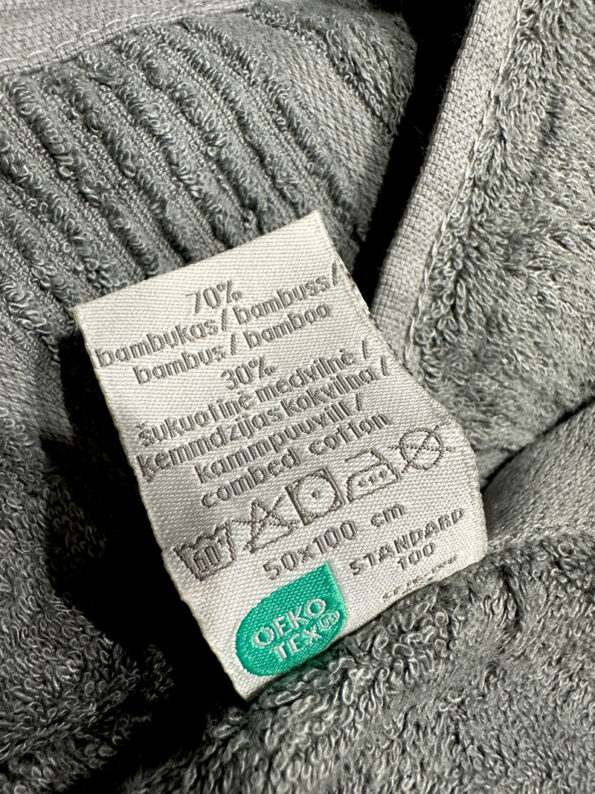 70%
bambukas/bambuss/
bambus/bamboo
30%
šukuotinė medvilnė/
ķemmdzijas kokvilna/
kammpuuvill/
combed cotton
60
50x100 cm
OEKO
TEX®
STANDARD
100